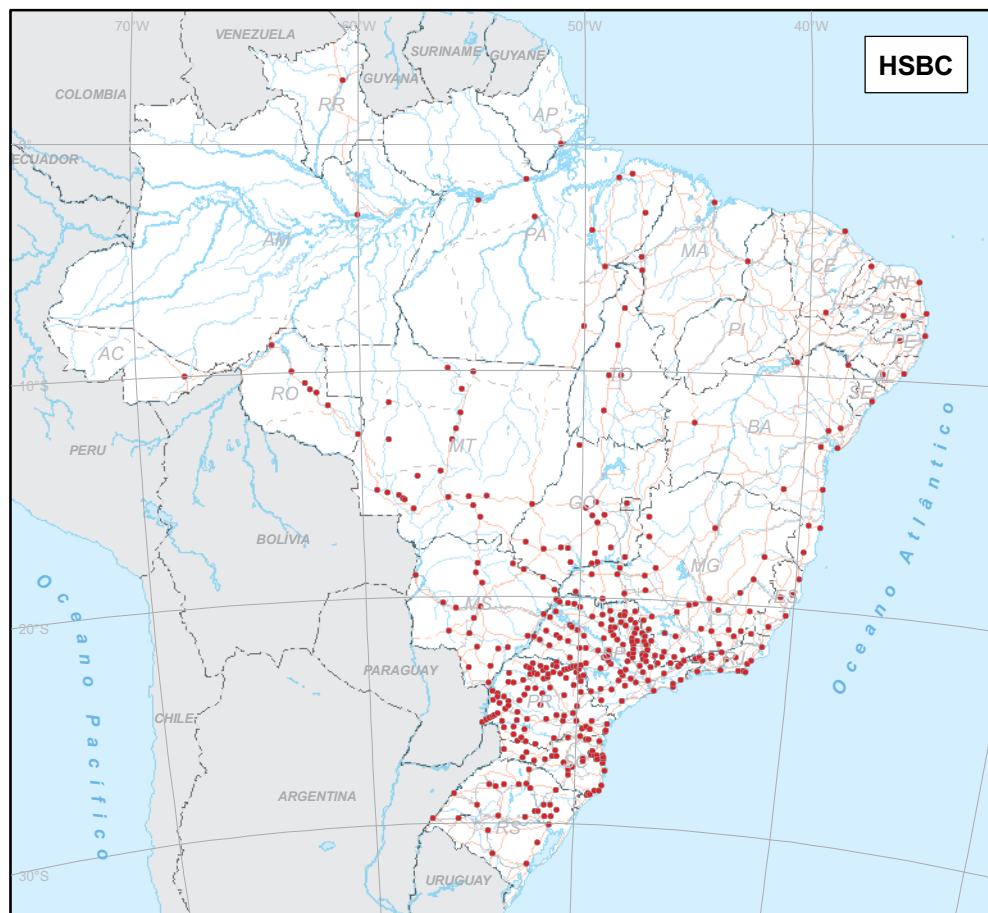 70°W
60°W
50°W
40°W
VENEZUELA
SURINAME
GUYANE
GUYANA
HSBC
COLOMBIA
RR
AP
0°
ECUADOR
AM
PA
MA
CE
RN
PB
PI
PE
AC
AL
TO
SE
10°S
RO
BA
MT
PERU
GO
BOLÍVIA
MG
ES
MS
20°S
SP
RJ
PARAGUAY
PR
CHILE
SC
ARGENTINA
RS
30°S
URUGUAY
Oceano Pacífico
Oceano Atlântico